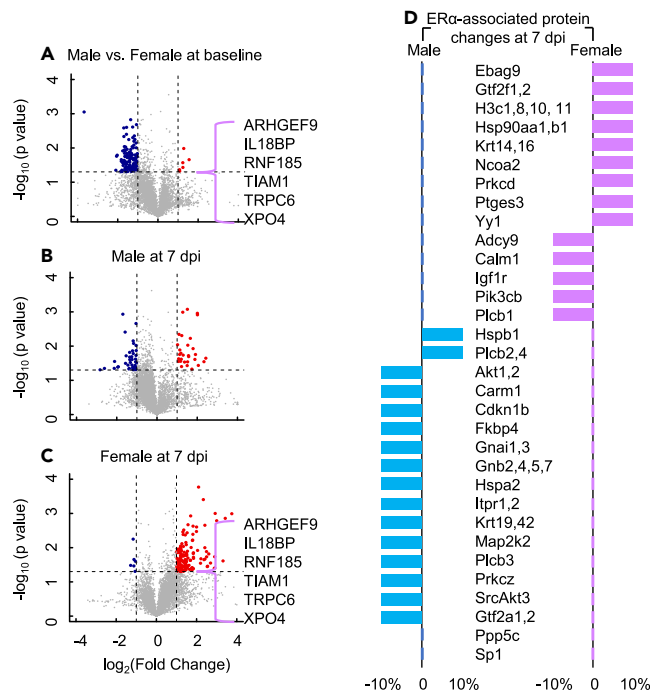 A Male vs. Female at baseline
4
3
2
1
0
-log10 (p value)
ARHGEF9
IL18BP
RNF185
TIAM1
TRPC6
XPO4
B Male at 7 dpi
4
3
2
1
0
-log10 (p value)
C Female at 7 dpi
4
3
2
1
0
-log10 (p value)
ARHGEF9
IL18BP
RNF185
TIAM1
TRPC6
XPO4
-4 -2 0 2 4
log2(Fold Change)
D ERα-associated protein
changes at 7 dpi
Male Female
Ebag9
Gtf2f1,2
H3c1,8,10, 11
Hsp90aa1,b1
Krt14,16
Ncoa2
Prkcd
Ptges3
Yy1
Adcy9
Calm1
Igf1r
Pik3cb
Plcb1
Hspb1
Plcb2,4
Akt1,2
Carm1
Cdkn1b
Fkbp4
Gnai1,3
Gnb2,4,5,7
Hspa2
Itpr1,2
Krt19,42
Map2k2
Plcb3
Prkcz
SrcAkt3
Gtf2a1,2
Ppp5c
Sp1
-10% 0 10% -10% 0 10%